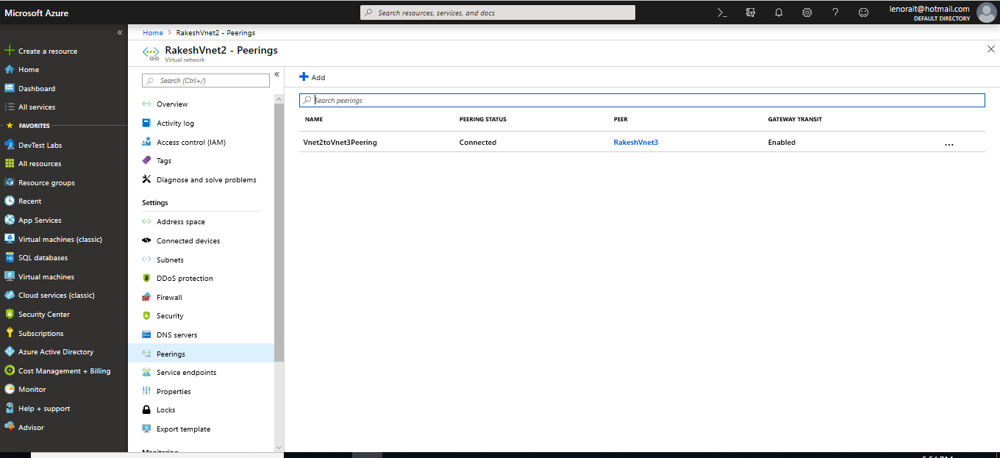 Microsoft Azure
Search resources, services, and docs
lenorait@hotmail.com
DEFAULT DIRECTORY
Create a resource
Home
Dashboard
All services
FAVORITES
DevTest Labs
All resources
Resource groups
Recent
App Services
Virtual machines (classic)
SQL databases
Virtual machines
Cloud services (classic)
Security Center
Subscriptions
Azure Active Directory
Cost Management + Billing
Monitor
Help + support
Advisor
Home > RakeshVnet2 - Peerings
RakeshVnet2 - Peerings
Virtual network
Search (Ctrl+/)
Overview
Activity log
Access control (IAM)
Tags
Diagnose and solve problems
Settings
Address space
Connected devices
Subnets
DDoS protection
Firewall
Security
DNS servers
Peerings
Service endpoints
Properties
Locks
Export template
Monitoring
Add
Search peerings
NAME PEERING STATUS PEER GATEWAY TRANSIT
Vnet2toVnet3Peering Connected RakeshVnet3 Enabled ...